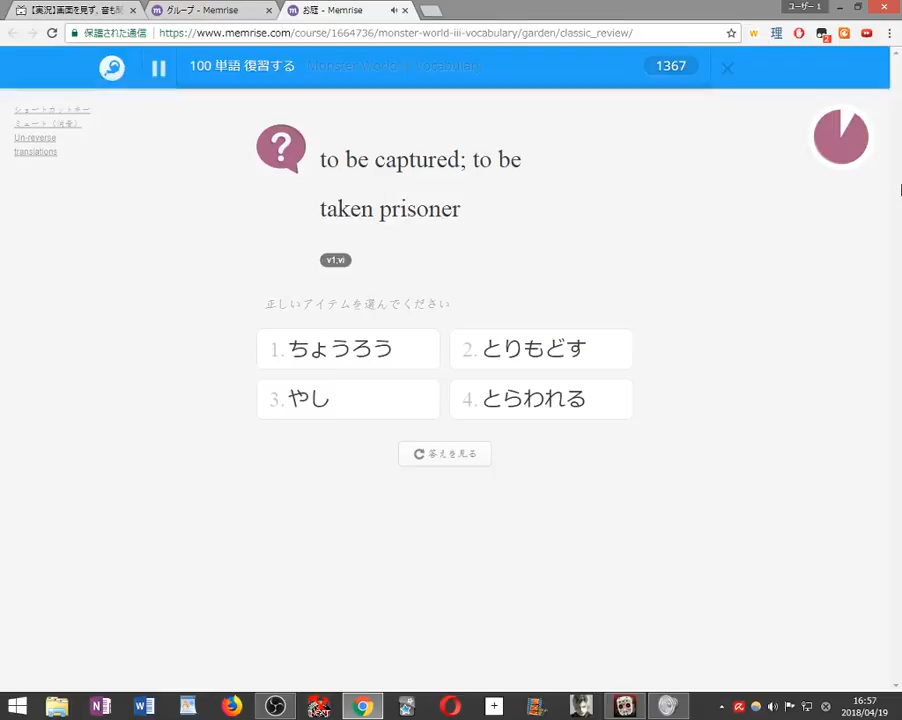 【実況】画面を見ず、音も
グループ - Memrise
お庭 - Memrise
ユーザー 1
保護された通信
https://www.memrise.com/course/1664736/monster-world-iii-vocabulary/garden/classic_review/
100 単語 復習する
Monster World III Vocabulary
1367
ショートカットキー
ミュート（消音）
Un-reverse
translations
?
to be captured; to be
taken prisoner
v1;vi
正しいアイテムを選んでください
1. ちょうろう
2. とりもどす
3. やし
4. とらわれる
答えを見る
16:57
2018/04/19